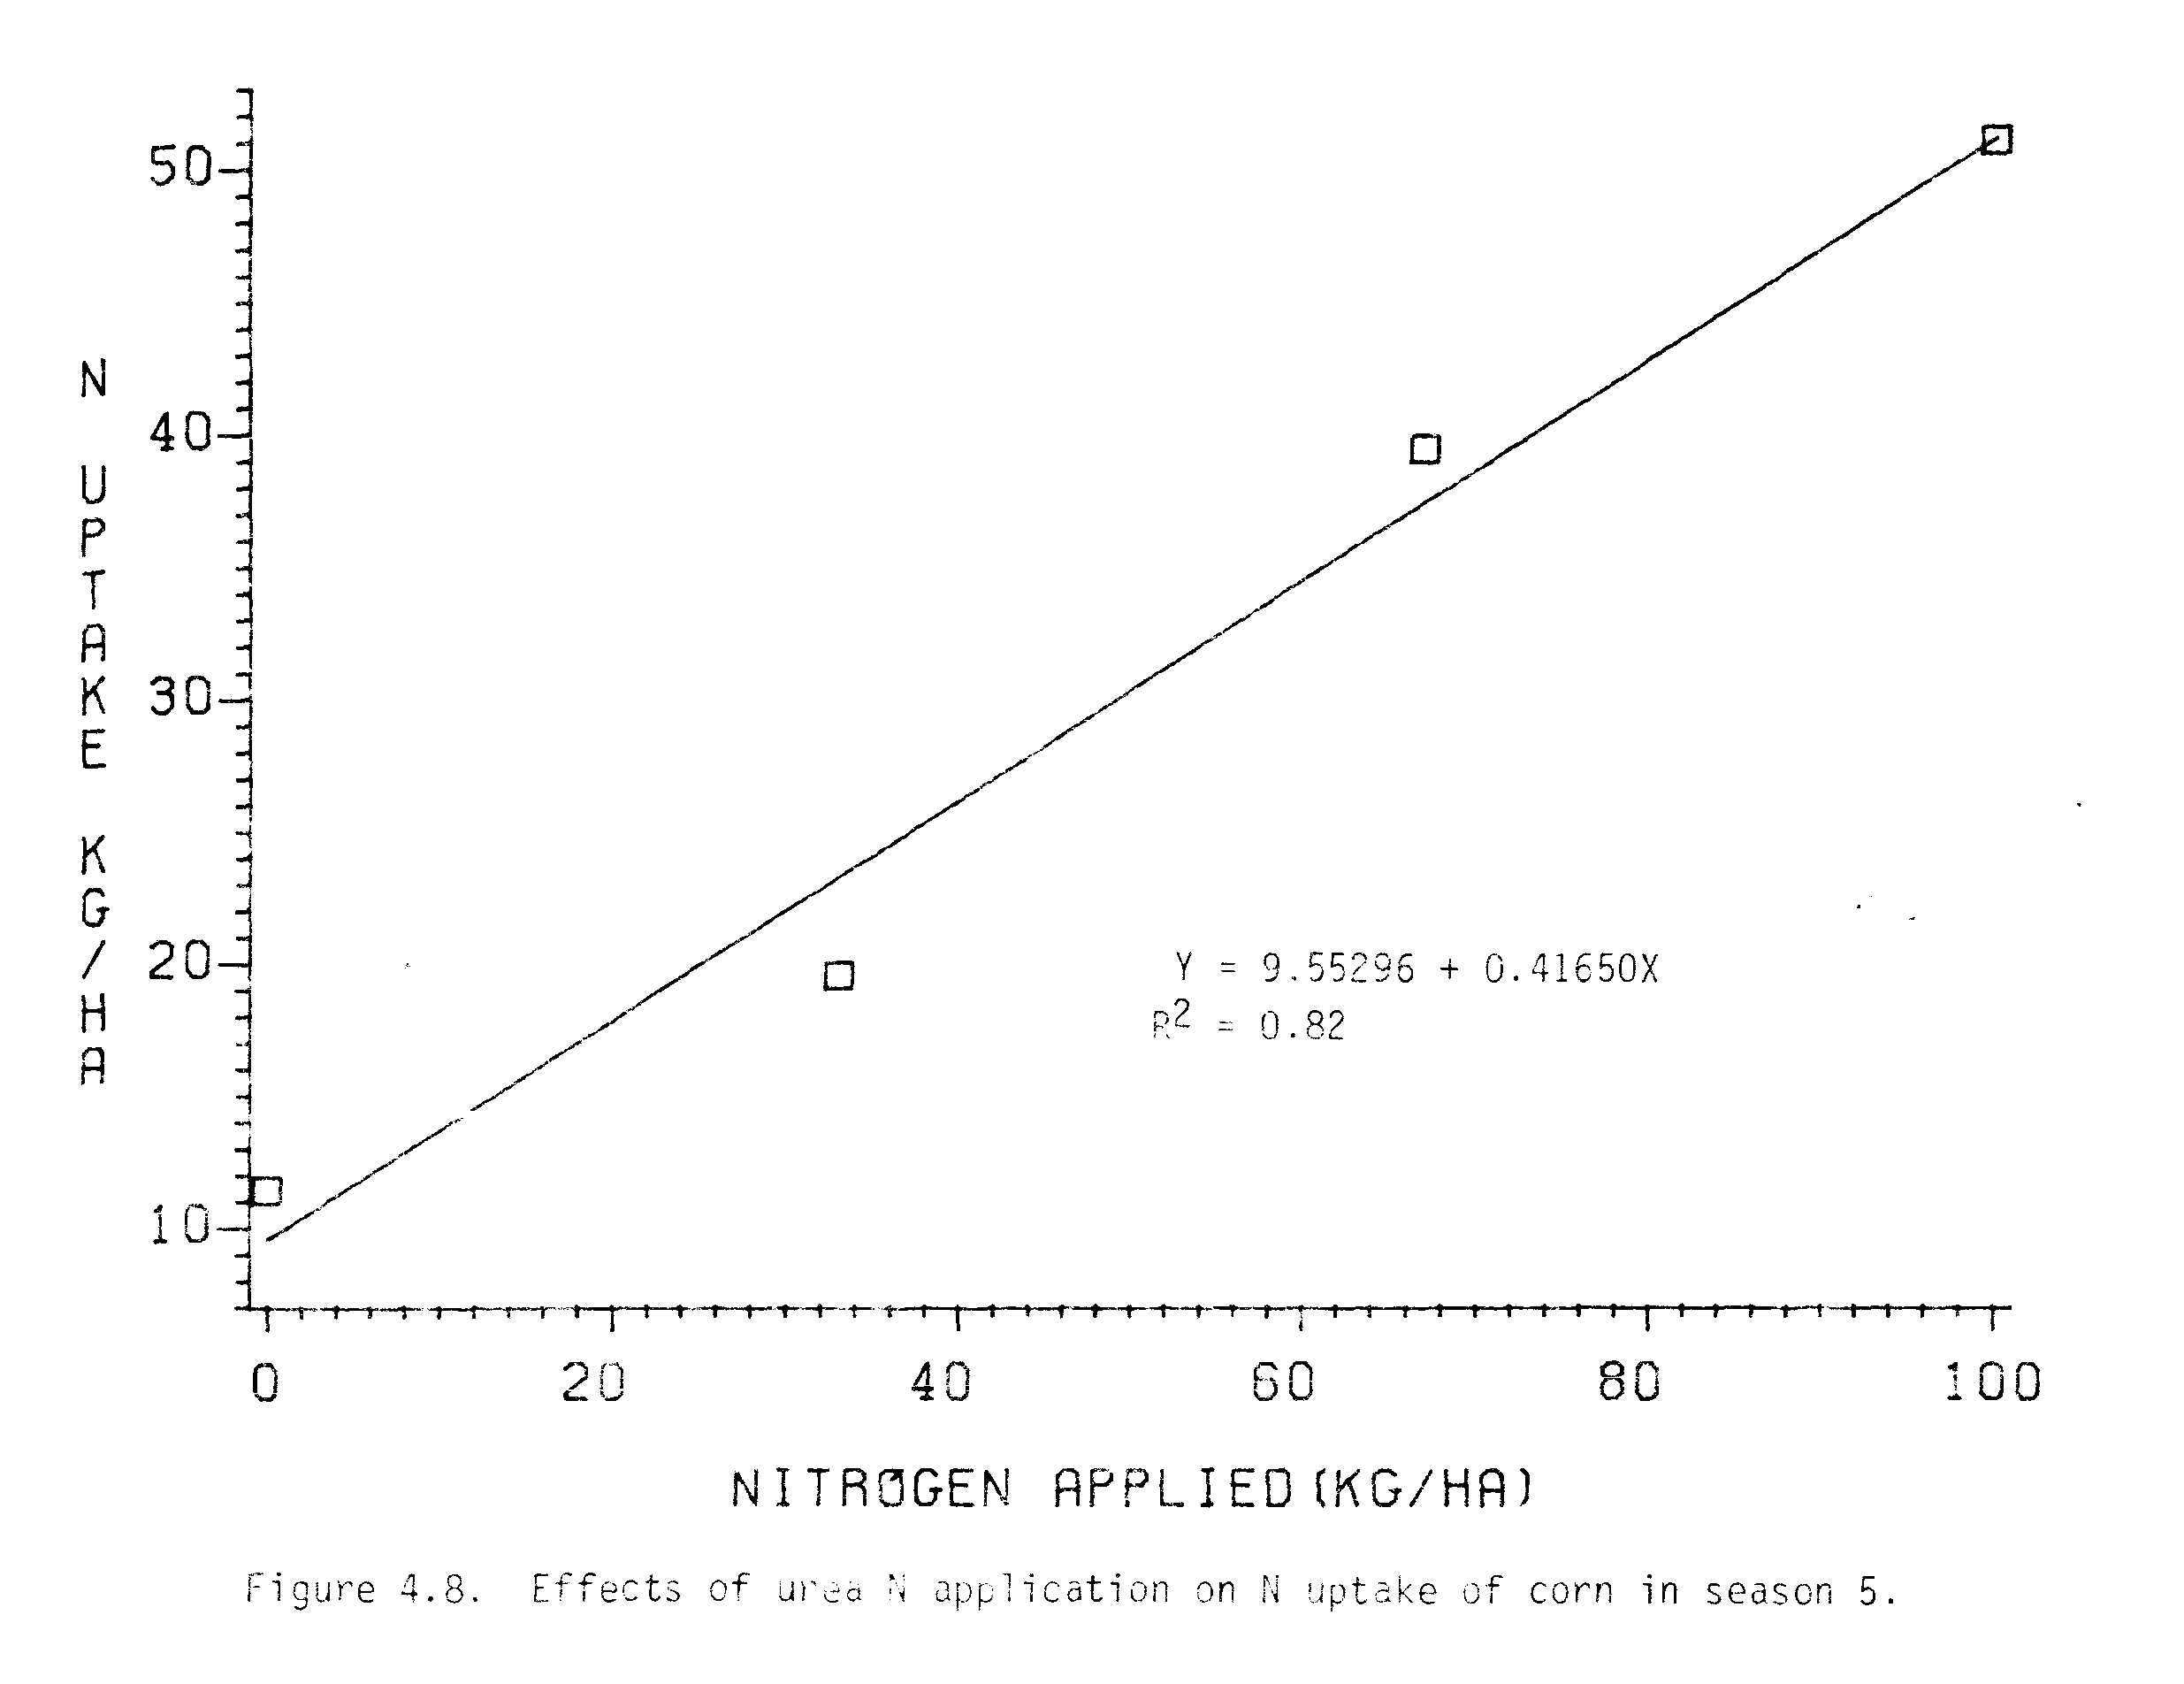 N UPTAKE KG/HA
50
40
30
20
10
Y = 9.55296 + 0.41650X
R² = 0.82
0 20 40 60 80 100
NITRØGEN APPLIED(KG/HA)
Figure 4.8. Effects of urea N application on N uptake of corn in season 5.